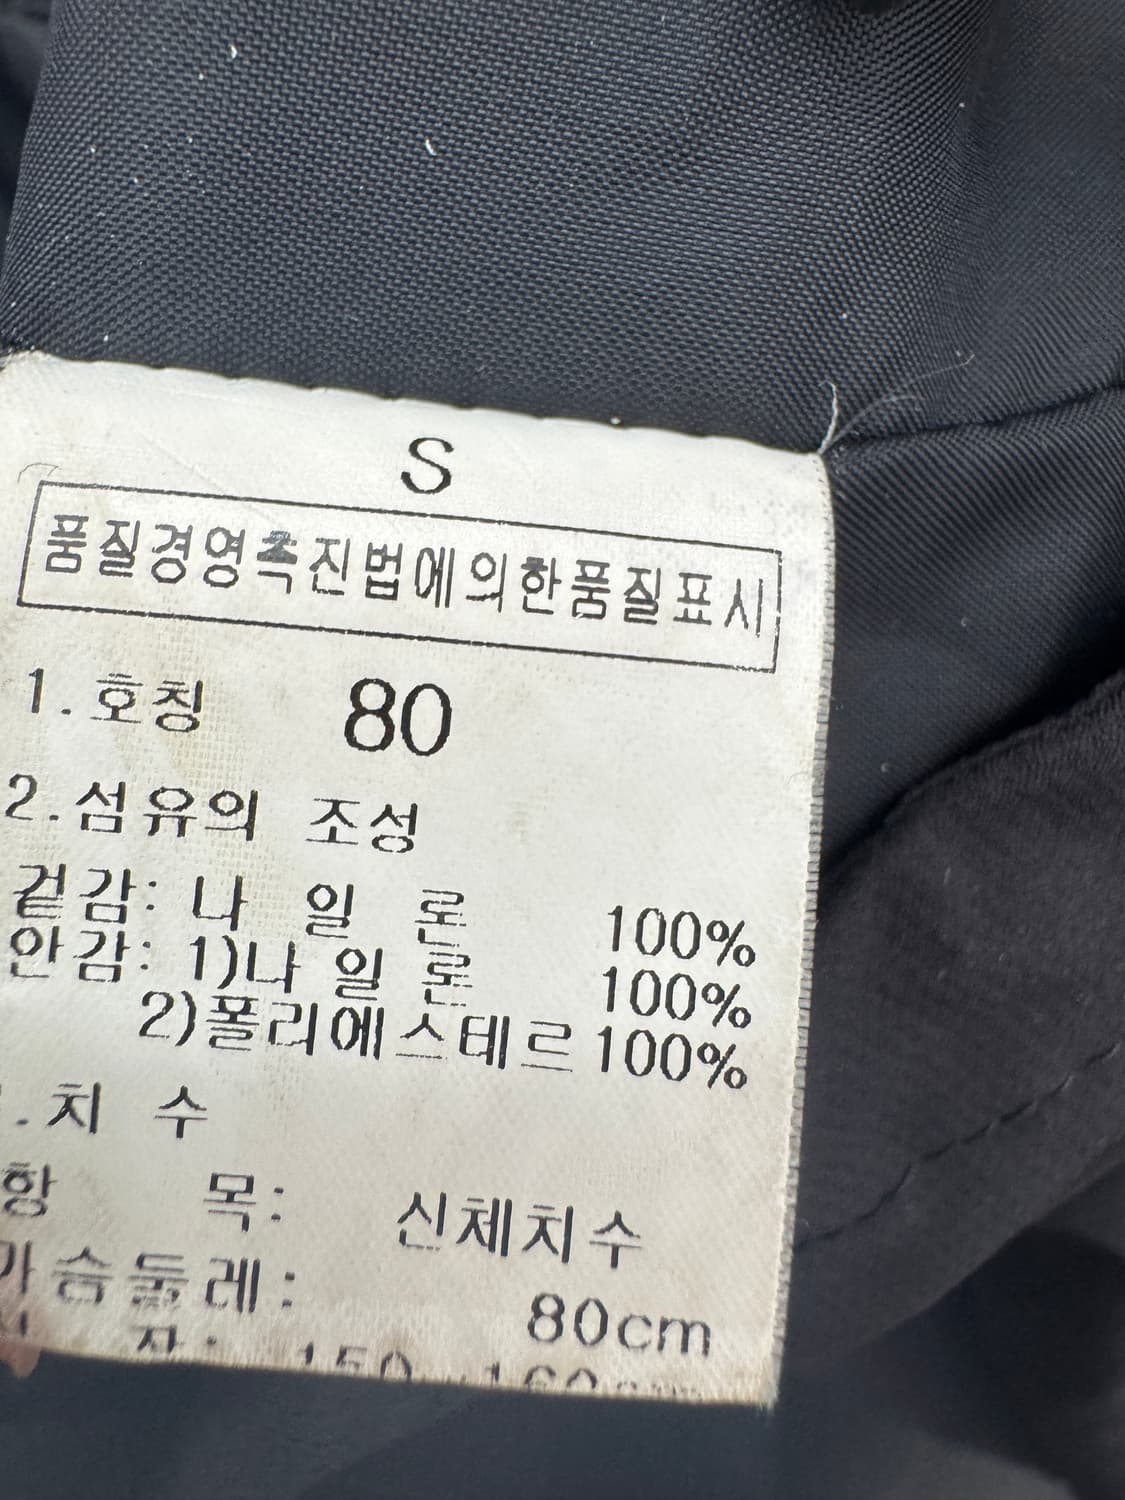 S
품질경영촉진법에의한품질표시
1.호칭 80
2.섬유의 조성
겉감: 나 일 론 100%
안감: 1)나 일 론 100%
2)폴리에스테르 100%
.치 수
항 목: 신체치수
가슴둘레: 80cm